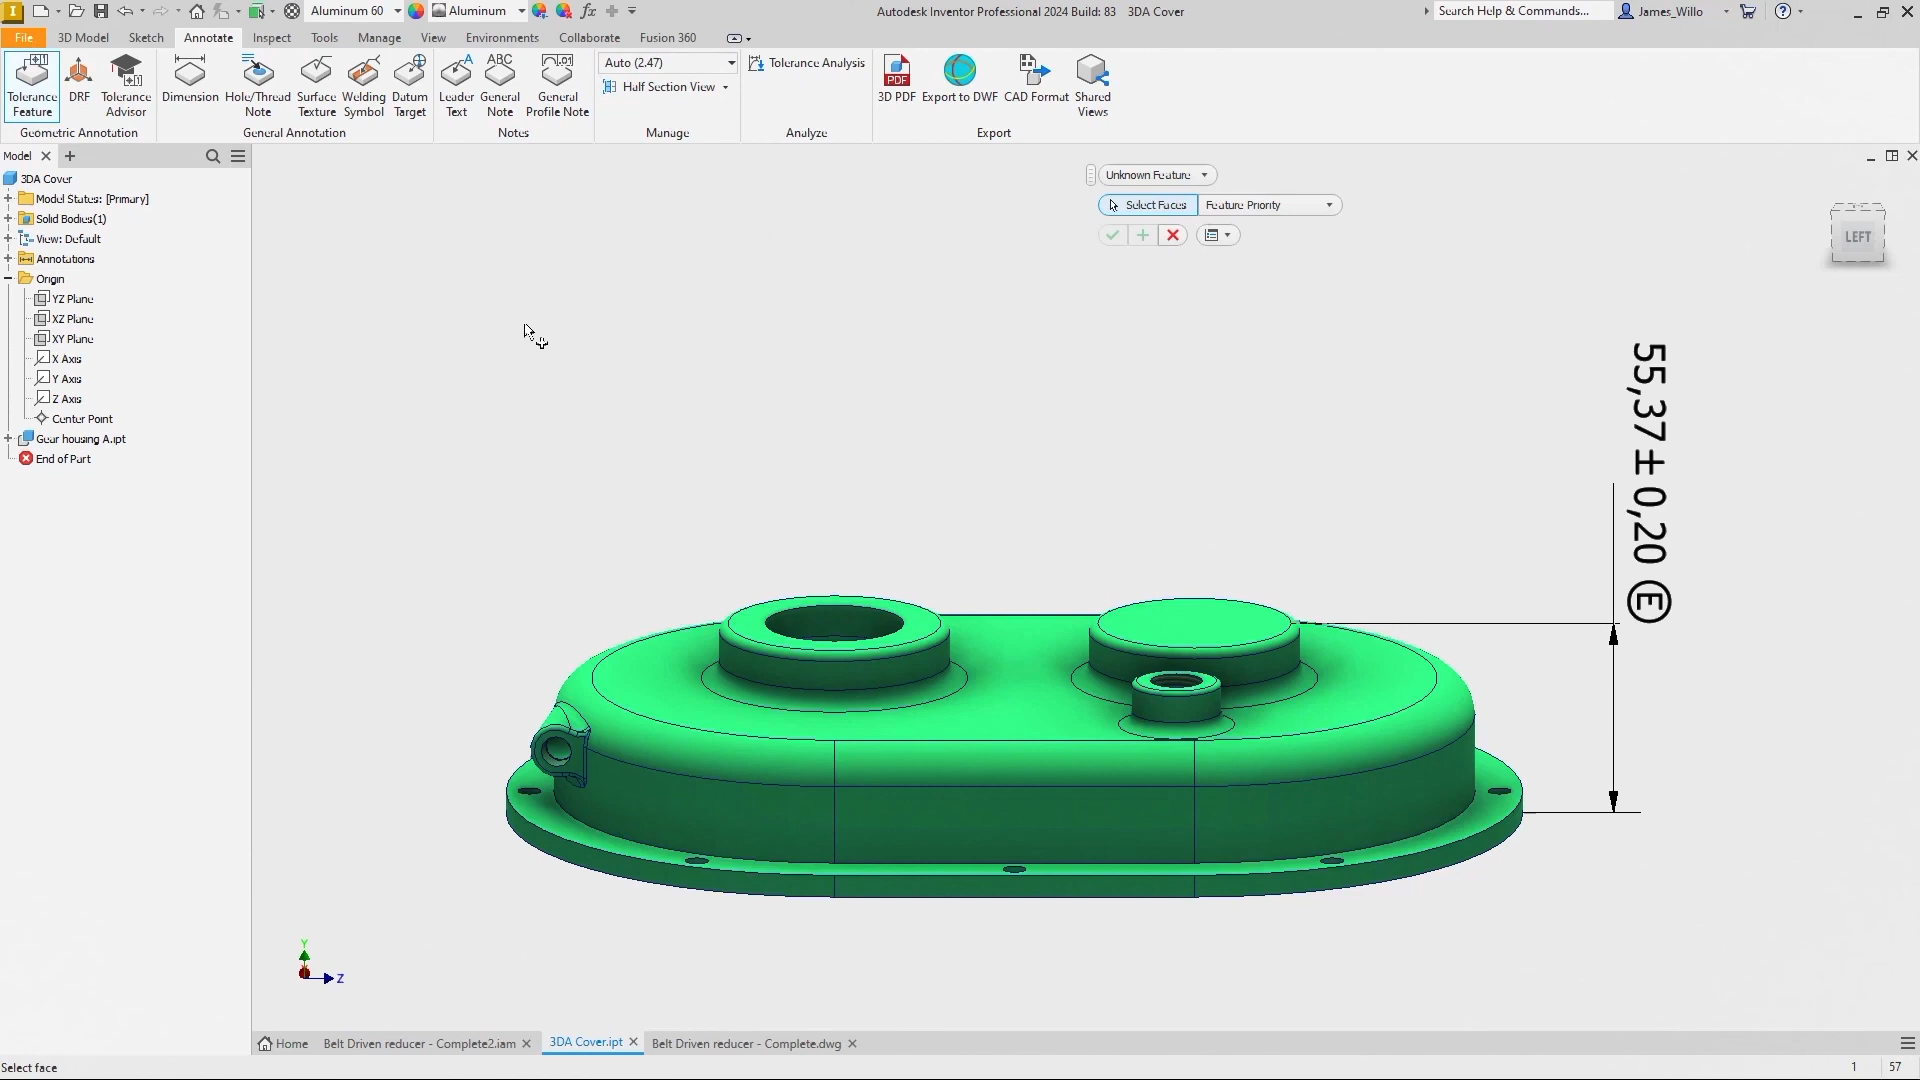 Aluminum 60
Aluminum
fx
Autodesk Inventor Professional 2024 Build: 83 3DA Cover
Search Help & Commands...
James_Willo
File
3D Model
Sketch
Annotate
Inspect
Tools
Manage
View
Environments
Collaborate
Fusion 360
Tolerance Feature
DRF
Tolerance Advisor
Geometric Annotation
Dimension
Hole/Thread Note
Surface Texture
Welding Symbol
Datum Target
General Annotation
Leader Text
ABC
General Note
General Profile Note
Notes
Auto (2.47)
Half Section View
Manage
Tolerance Analysis
Analyze
PDF
3D PDF
Export to DWF
CAD Format
Shared Views
Export
Model
3DA Cover
Model States: [Primary]
Solid Bodies(1)
View: Default
Annotations
Origin
YZ Plane
XZ Plane
XY Plane
X Axis
Y Axis
Z Axis
Center Point
Gear housing A.ipt
End of Part
Unknown Feature
Select Faces
Feature Priority
LEFT
55,37±0,20 Ⓔ
Y
Z
Home
Belt Driven reducer - Complete2.iam
3DA Cover.ipt
Belt Driven reducer - Complete.dwg
Select face
1
57